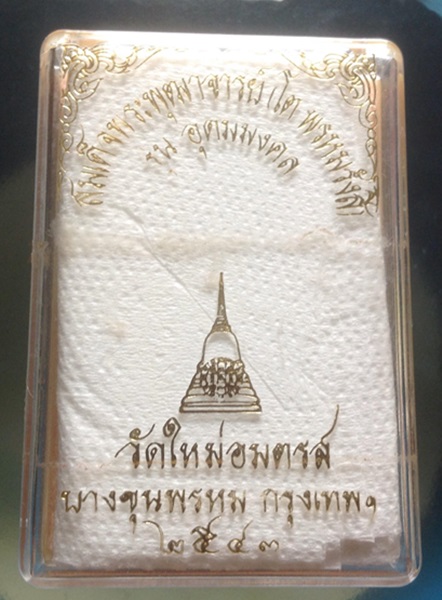 สมเด็จพระพุฒาจารย์ (โต พรหมรังสี)
รุ่น อุดมมงคล
วัดใหม่อมตรส
บางขุนพรหม กรุงเทพฯ
๒๕๔๓